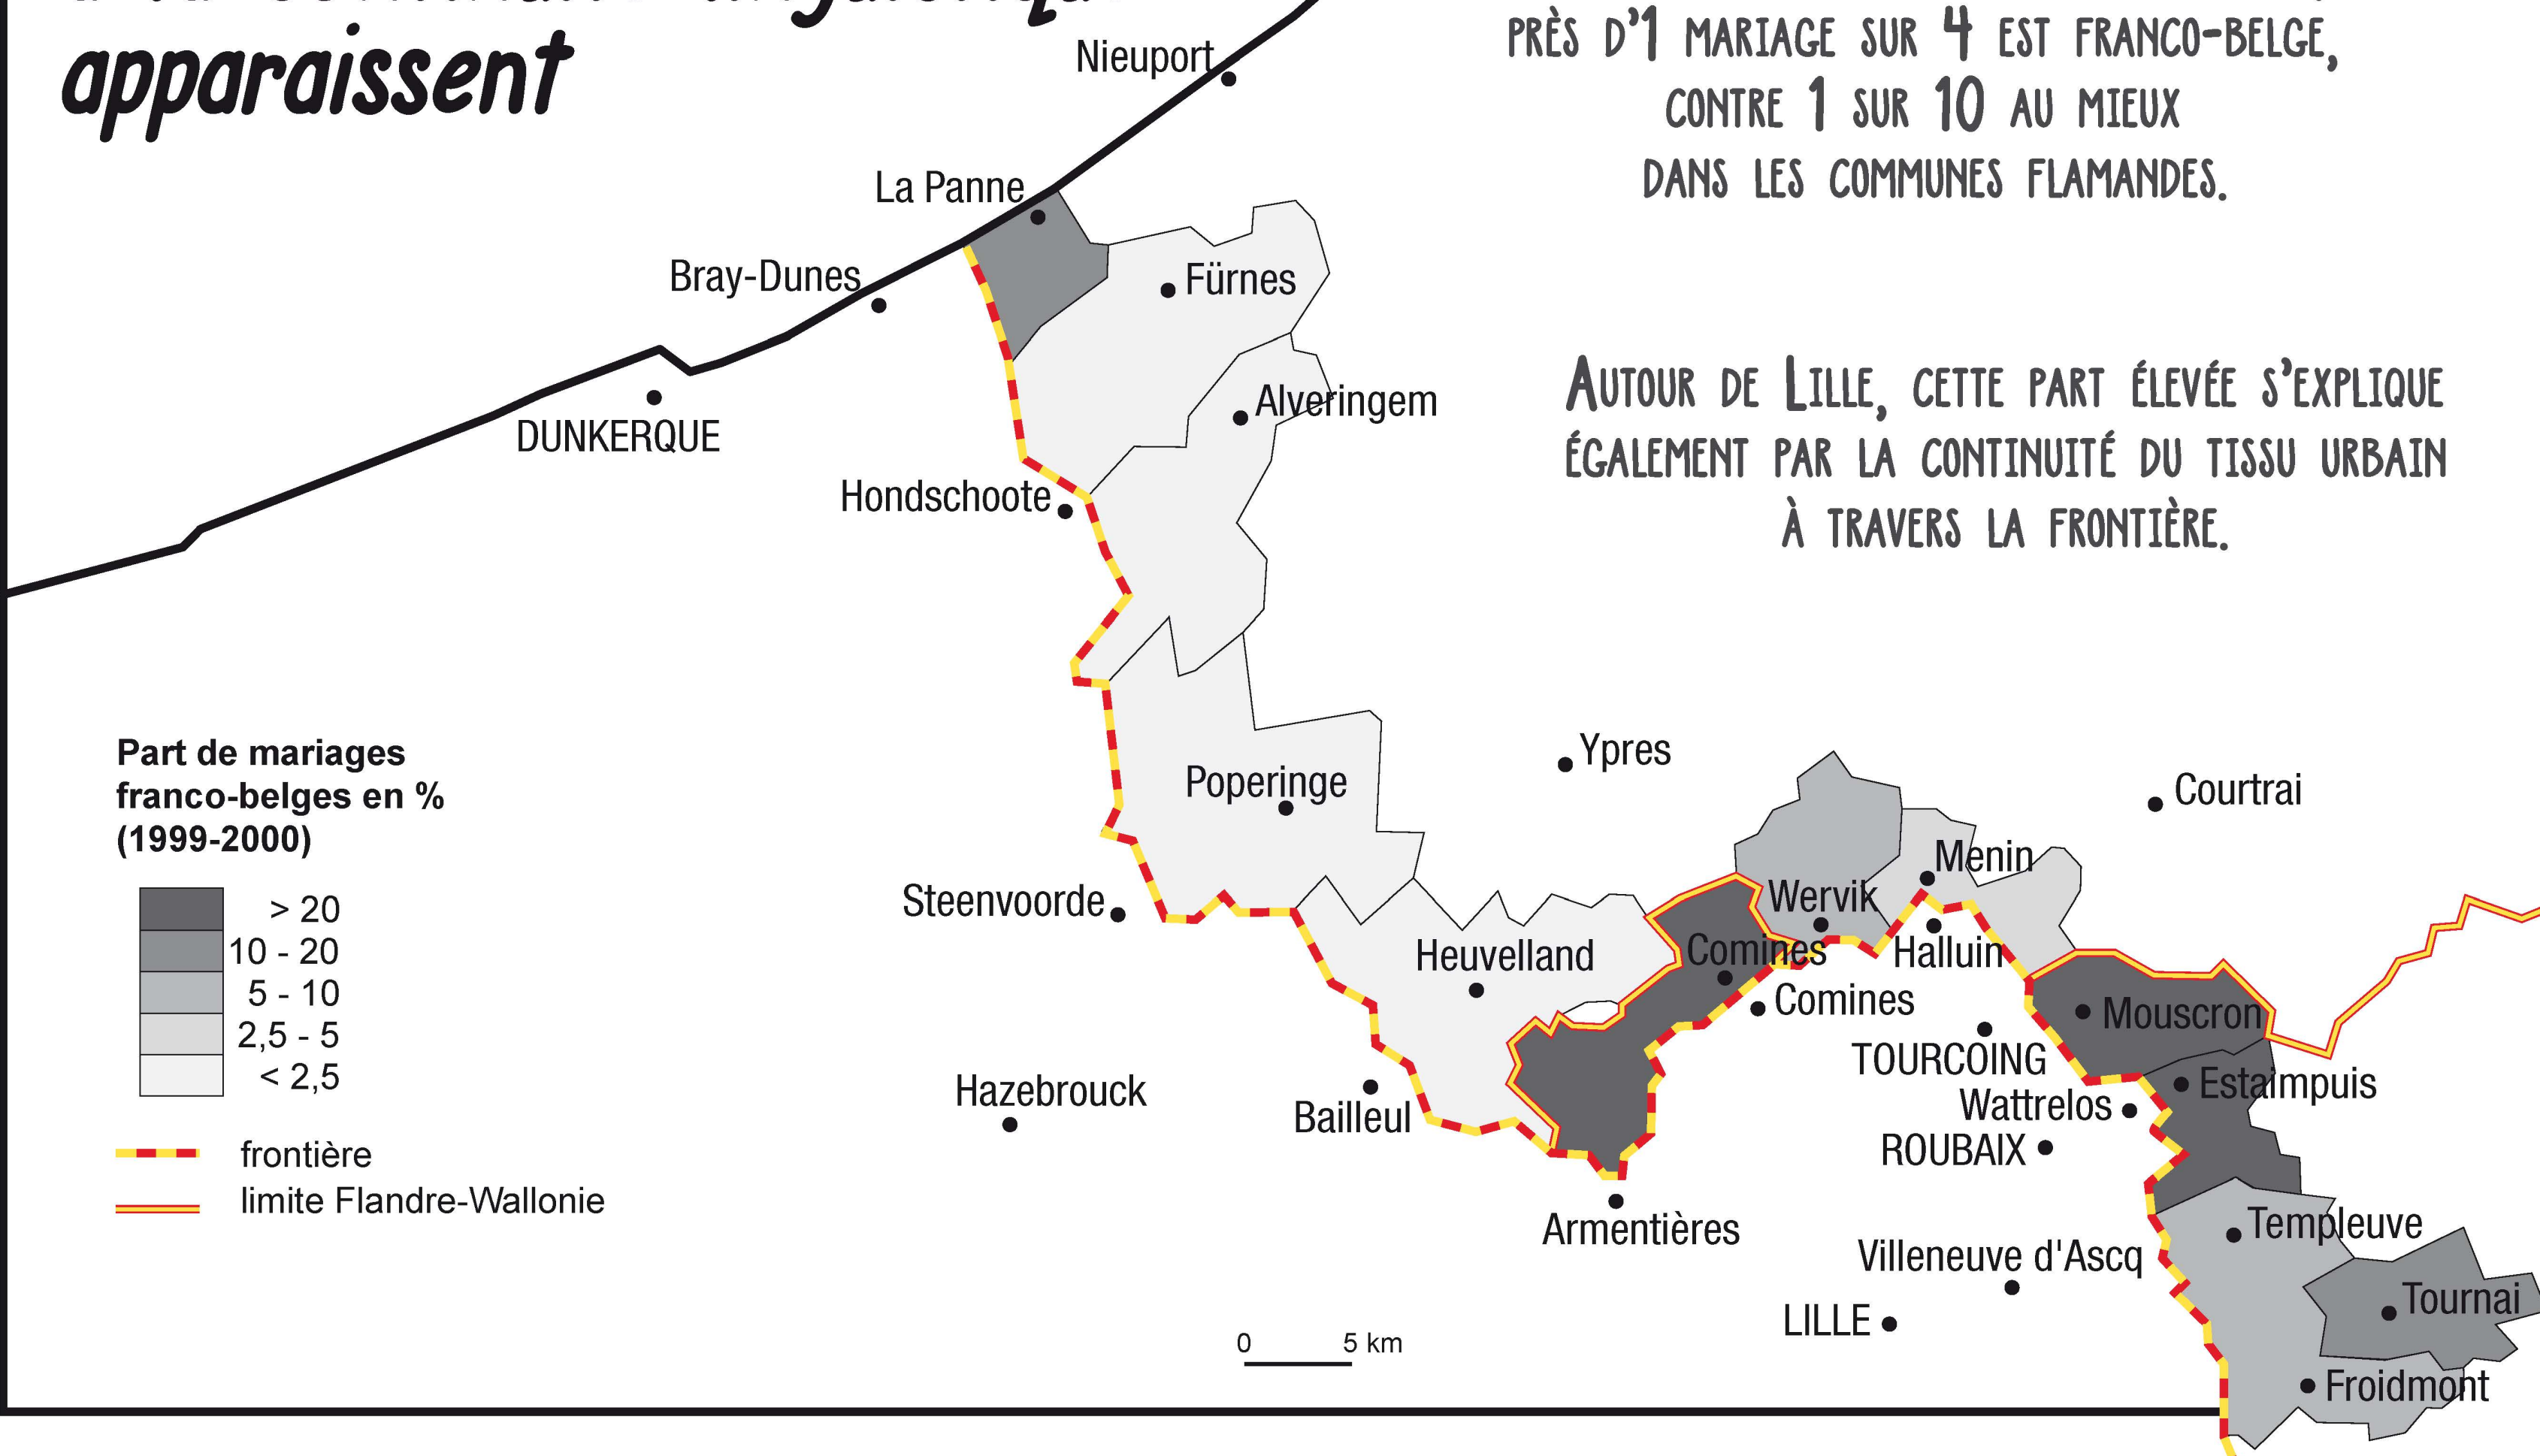 apparaissent
PRÈS D'1 MARIAGE SUR 4 EST FRANCO-BELGE,
CONTRE 1 SUR 10 AU MIEUX
DANS LES COMMUNES FLAMANDES.
AUTOUR DE LILLE, CETTE PART ÉLEVÉE S'EXPLIQUE
ÉGALEMENT PAR LA CONTINUITÉ DU TISSU URBAIN
À TRAVERS LA FRONTIÈRE.
Nieuport
La Panne
Bray-Dunes
Fürnes
DUNKERQUE
Alveringem
Hondschoote
Poperinge
Ypres
Courtrai
Menin
Steenvoorde
Wervik
Heuvelland
Comines
Halluin
Comines
Mouscron
TOURCOING
Estaimpuis
Hazebrouck
Bailleul
Wattrelos
ROUBAIX
Armentières
Templeuve
Villeneuve d'Ascq
Tournai
LILLE
Froidmont
Part de mariages
franco-belges en %
(1999-2000)
> 20
10 - 20
5 - 10
2,5 - 5
< 2,5
frontière
limite Flandre-Wallonie
0 5 km